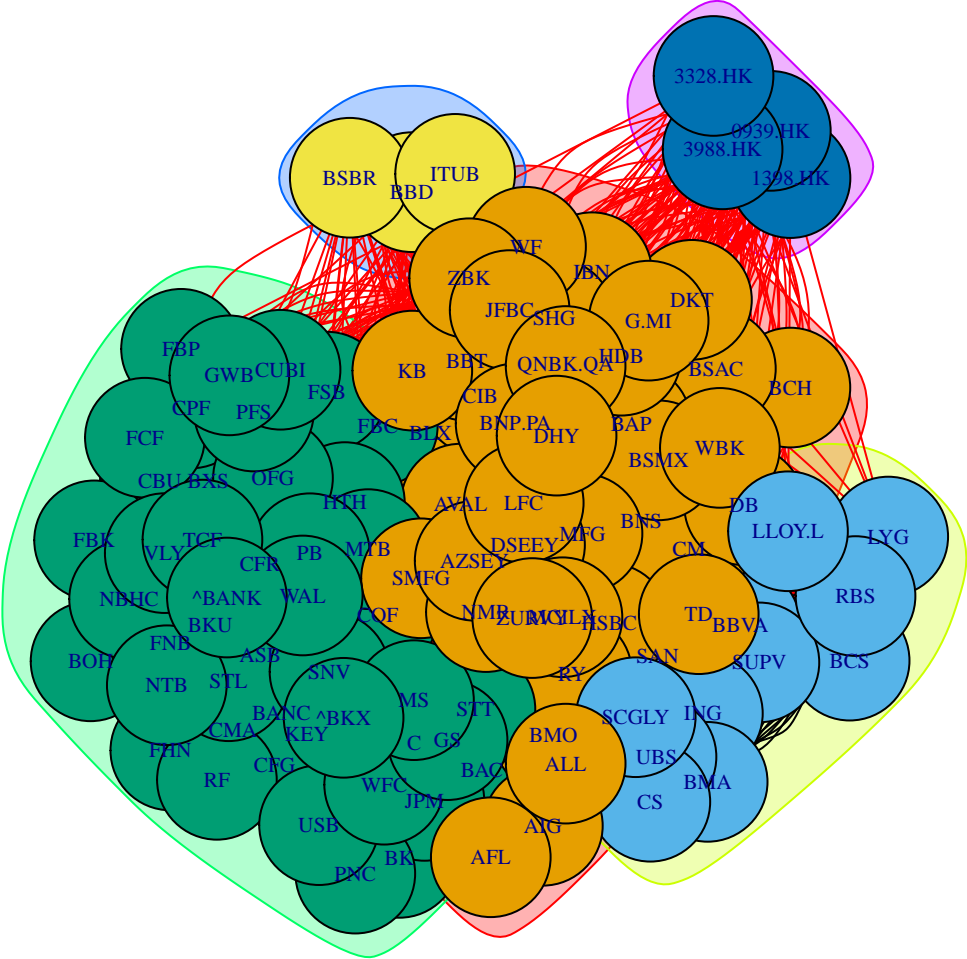 3328.HK
0939.HK
3988.HK
1398.HK
BSBR
ITUB
BBD
WF
IBN
ZBK
DKT
JFBC
SHG
G.MI
FBP
GWB
CUBI
FSB
KB
BBT
QNBK.QA
HDB
BSAC
BCH
CPF
PFS
CIB
FCF
FBC
BLX
BNP.PA
DHY
BAP
WBK
BSMX
CBU
BXS
OFG
HTH
AVAL
LFC
BNS
DB
LLOY.L
LYG
FBK
VLY
TCF
MTB
DSEEY
MFG
CM
PB
CFR
AZSEY
SMFG
NBHC
^BANK
WAL
COF
NMR
ZURVY
HSBC
TD
BBVA
RBS
BKU
FNB
BOH
ASB
SAN
SUPV
BCS
NTB
STL
SNV
RY
MS
STT
BANC
^BKX
SCGLY
ING
FHN
CMA
KEY
C
GS
BMO
RF
CFG
BAC
ALL
UBS
BMA
WFC
JPM
CS
USB
AIG
BK
AFL
PNC